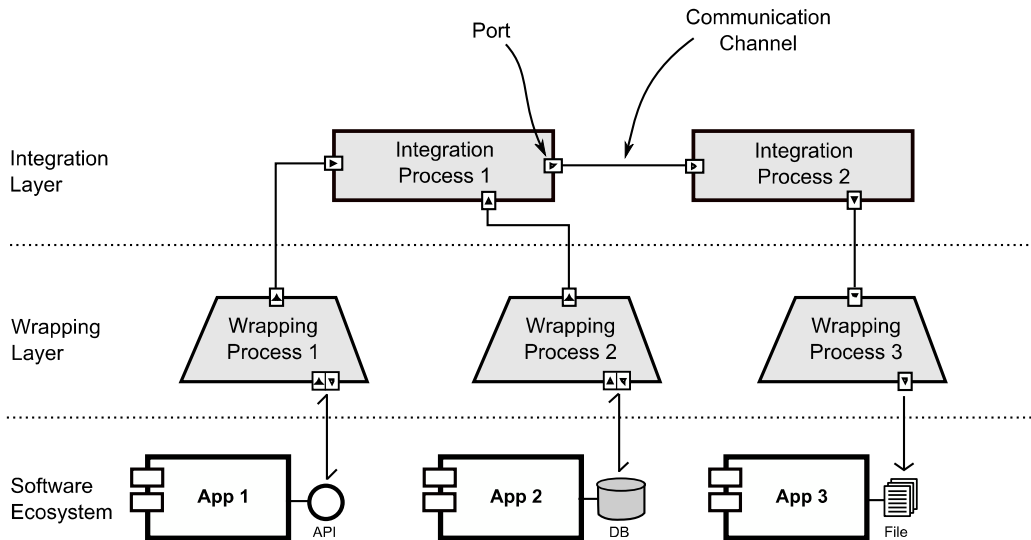 Port
Communication
Channel
Integration
Layer
Integration
Process 1
Integration
Process 2
Wrapping
Layer
Wrapping
Process 1
Wrapping
Process 2
Wrapping
Process 3
Software
Ecosystem
App 1
API
App 2
DB
App 3
File